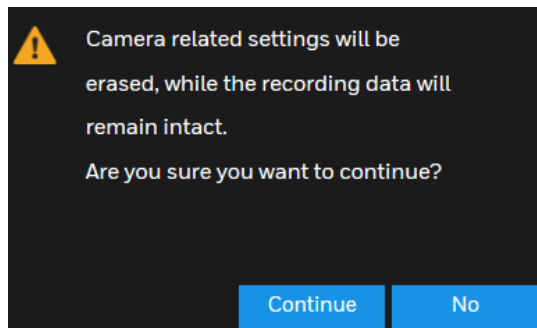 Camera related settings will be
erased, while the recording data will
remain intact.
Are you sure you want to continue?
Continue No